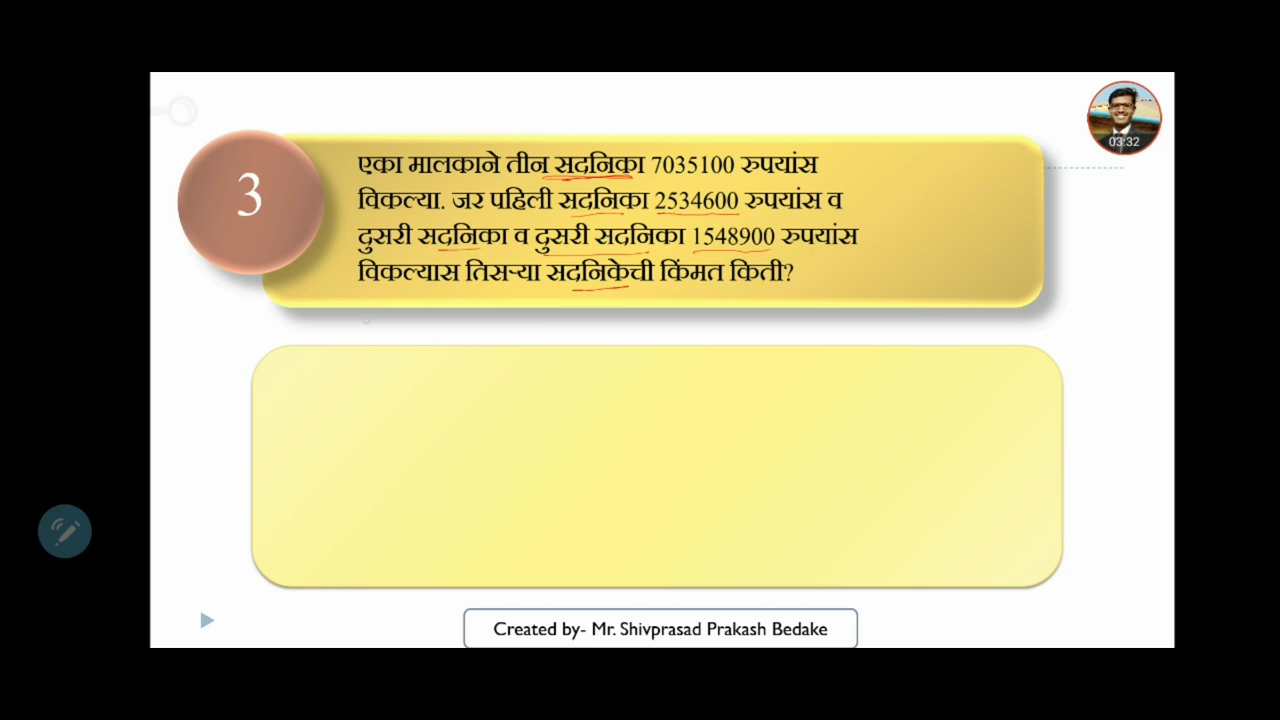 3
एका मालकाने तीन सदनिका 7035100 रुपयांस
विकल्या. जर पहिली सदनिका 2534600 रुपयांस व
दुसरी सदनिका व दुसरी सदनिका 1548900 रुपयांस
विकल्यास तिसऱ्या सदनिकेची किंमत किती?
03:32
Created by- Mr. Shivprasad Prakash Bedake